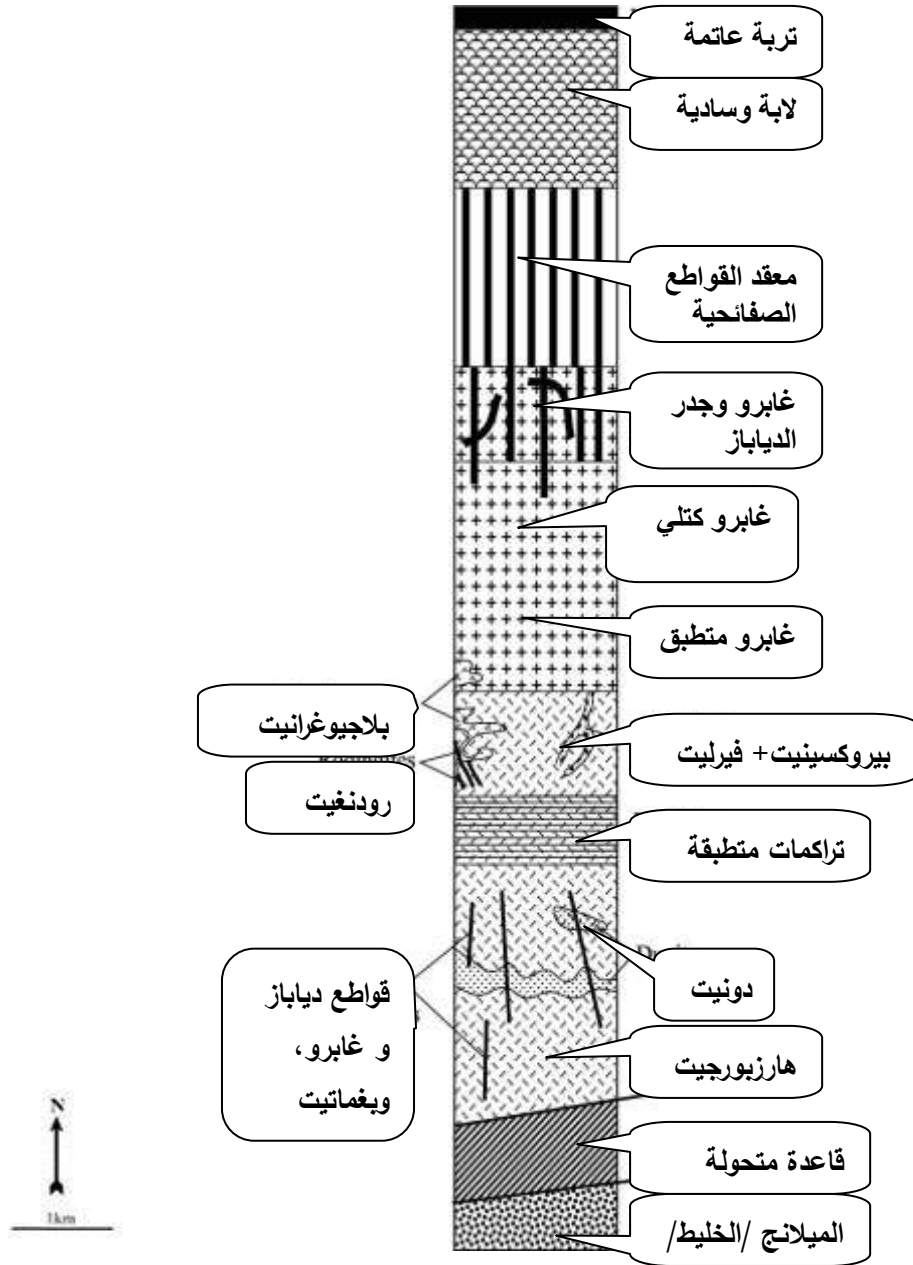 تربة عاتمة
لابة وسادية
معقد القواطع
الصفائحية
غابرو وجدر
الدياباز
غابرو كتلي
غابرو متطبق
بلاجيوغرانيت
بيروكسينيت+ فيرليت
رودنغيت
تراكمات متطبقة
قواطع دياباز
و غابرو،
وبغماتيت
دونيت
هارزبورجيت
قاعدة متحولة
الميلانج /الخليط/
N
1km